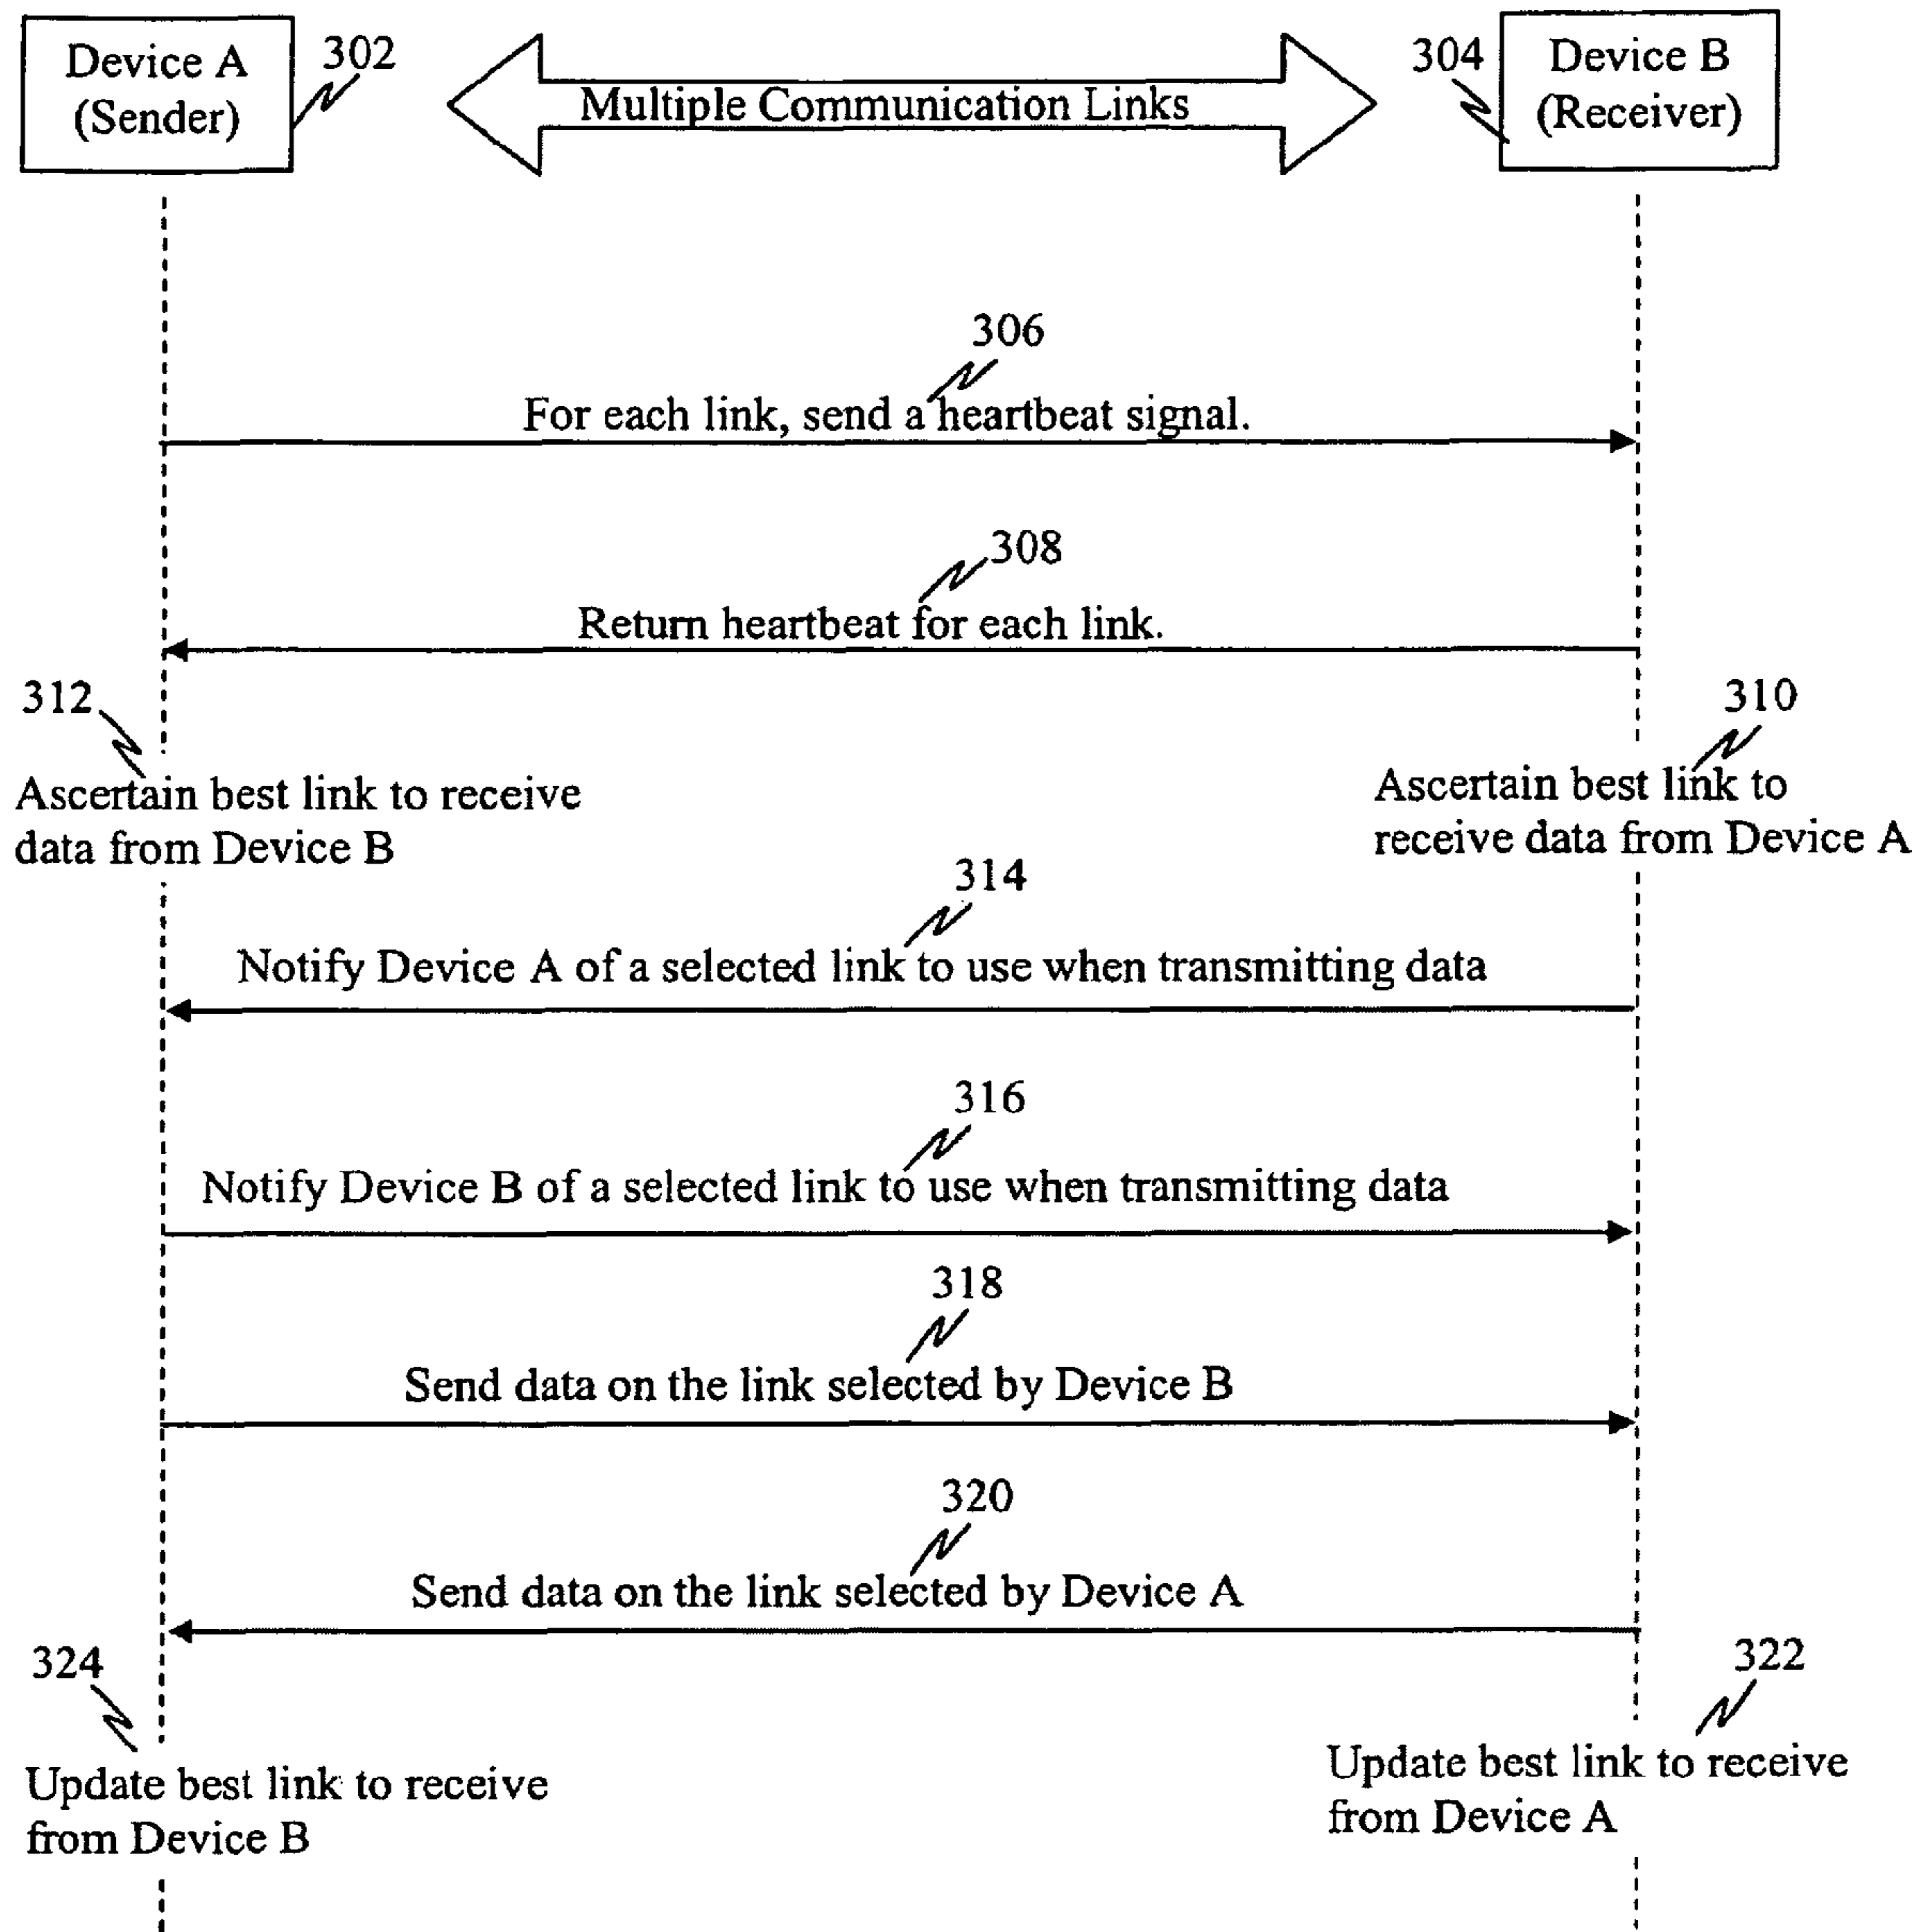 Device A
(Sender)
302
Multiple Communication Links
304
Device B
(Receiver)
306
For each link, send a heartbeat signal.
308
Return heartbeat for each link.
312
310
Ascertain best link to receive
data from Device B
Ascertain best link to
receive data from Device A
314
Notify Device A of a selected link to use when transmitting data
316
Notify Device B of a selected link to use when transmitting data
318
Send data on the link selected by Device B
320
Send data on the link selected by Device A
324
322
Update best link to receive
from Device B
Update best link to receive
from Device A